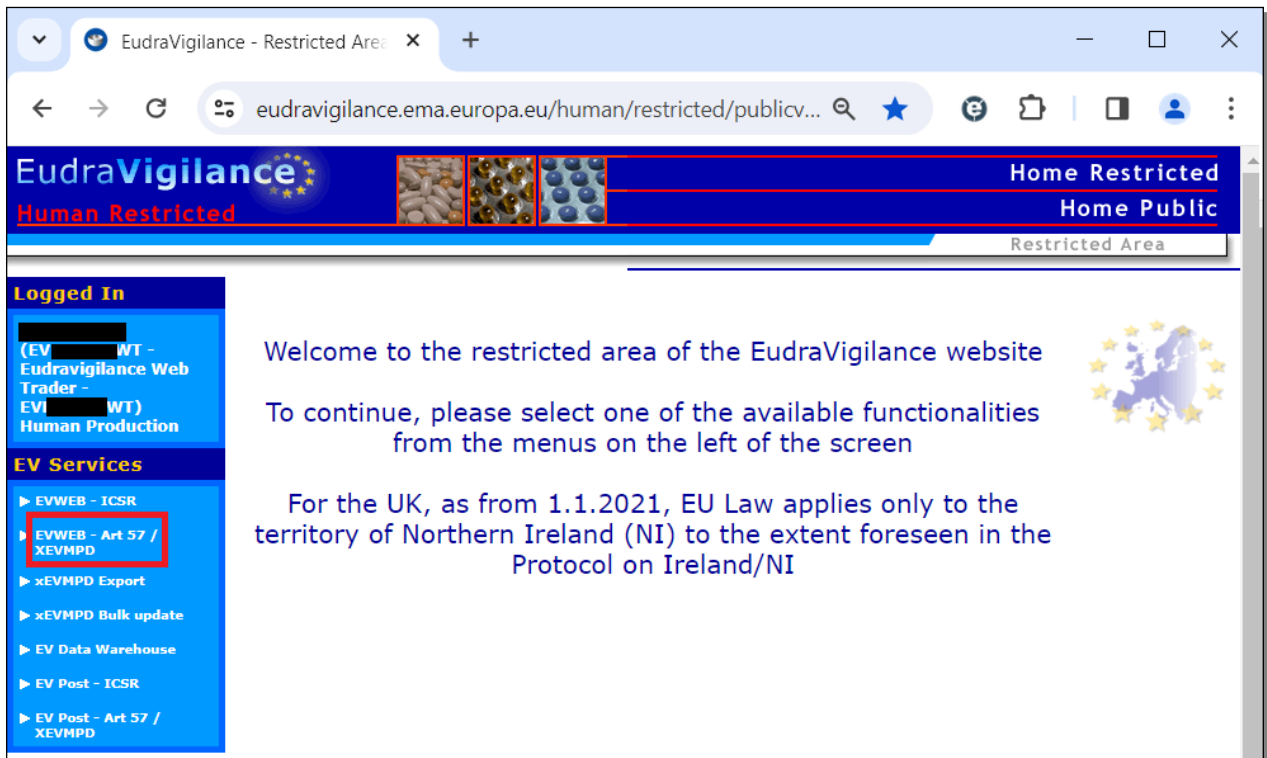 EudraVigilance - Restricted Area
eudravigilance.ema.europa.eu/human/restricted/publicv...
EudraVigilance
Human Restricted
Home Restricted
Home Public
Restricted Area
Logged In
(EV WT -
Eudravigilance Web
Trader -
EV WT)
Human Production
EV Services
EVWEB - ICSR
EVWEB - Art 57 /
XEVMPD
xEVMPD Export
xEVMPD Bulk update
EV Data Warehouse
EV Post - ICSR
EV Post - Art 57 /
XEVMPD
Welcome to the restricted area of the EudraVigilance website
To continue, please select one of the available functionalities
from the menus on the left of the screen
For the UK, as from 1.1.2021, EU Law applies only to the
territory of Northern Ireland (NI) to the extent foreseen in the
Protocol on Ireland/NI